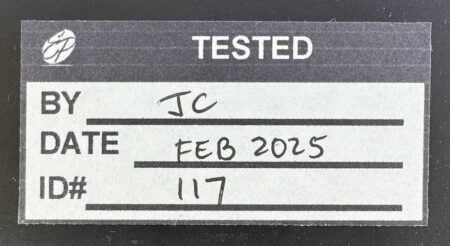 TESTED
BY JC
DATE FEB 2025
ID# 117